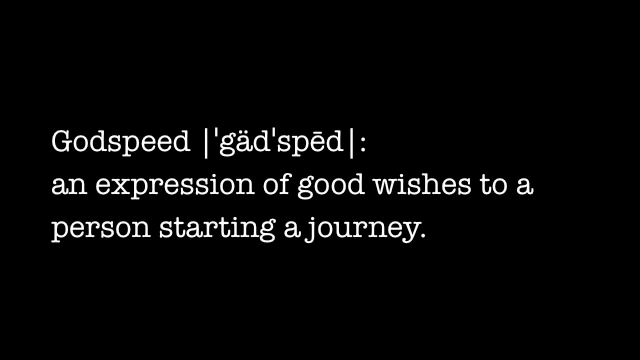 Godspeed |ˈgädˈspēd|:
an expression of good wishes to a
person starting a journey.